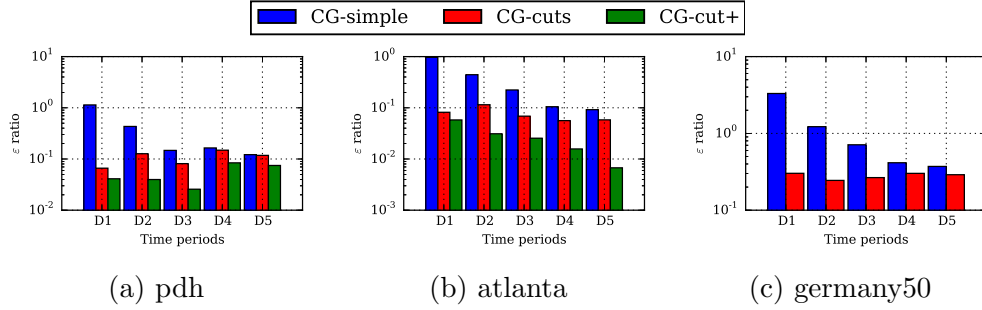 CG-simple CG-cuts CG-cut+
10^1
10^0
10^-1
10^-2
ε ratio
D1 D2 D3 D4 D5
Time periods
(a) pdh
10^0
10^-1
10^-2
10^-3
ε ratio
D1 D2 D3 D4 D5
Time periods
(b) atlanta
10^1
10^0
10^-1
ε ratio
D1 D2 D3 D4 D5
Time periods
(c) germany50